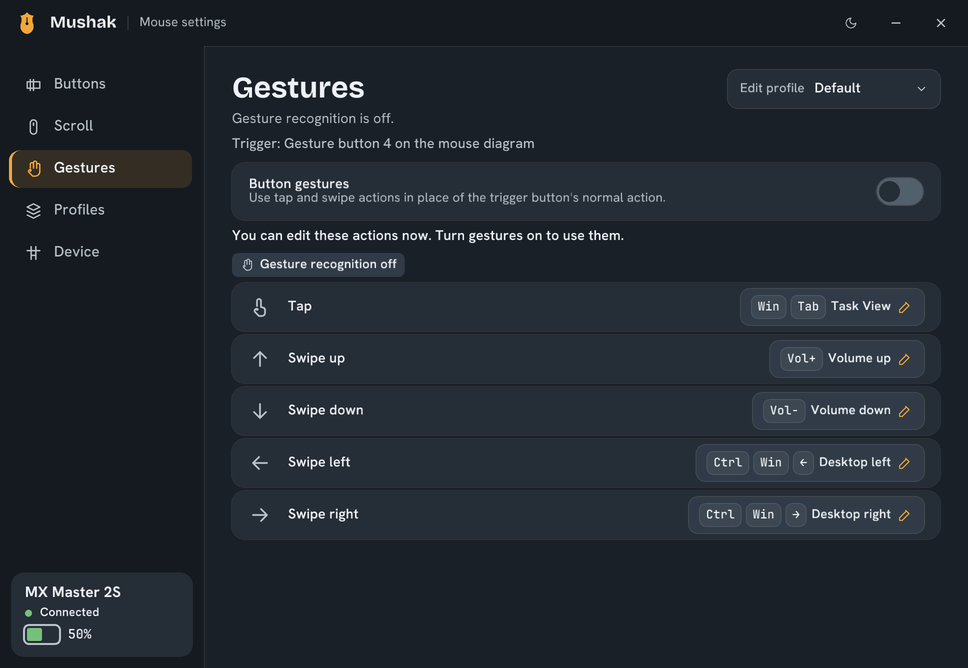 Mushak | Mouse settings
Buttons
Scroll
Gestures
Profiles
Device
MX Master 2S
Connected
50%
Gestures
Edit profile Default
Gesture recognition is off.
Trigger: Gesture button 4 on the mouse diagram
Button gestures
Use tap and swipe actions in place of the trigger button's normal action.
You can edit these actions now. Turn gestures on to use them.
Gesture recognition off
Tap Win Tab Task View
Swipe up Vol+ Volume up
Swipe down Vol- Volume down
Swipe left Ctrl Win ← Desktop left
Swipe right Ctrl Win → Desktop right